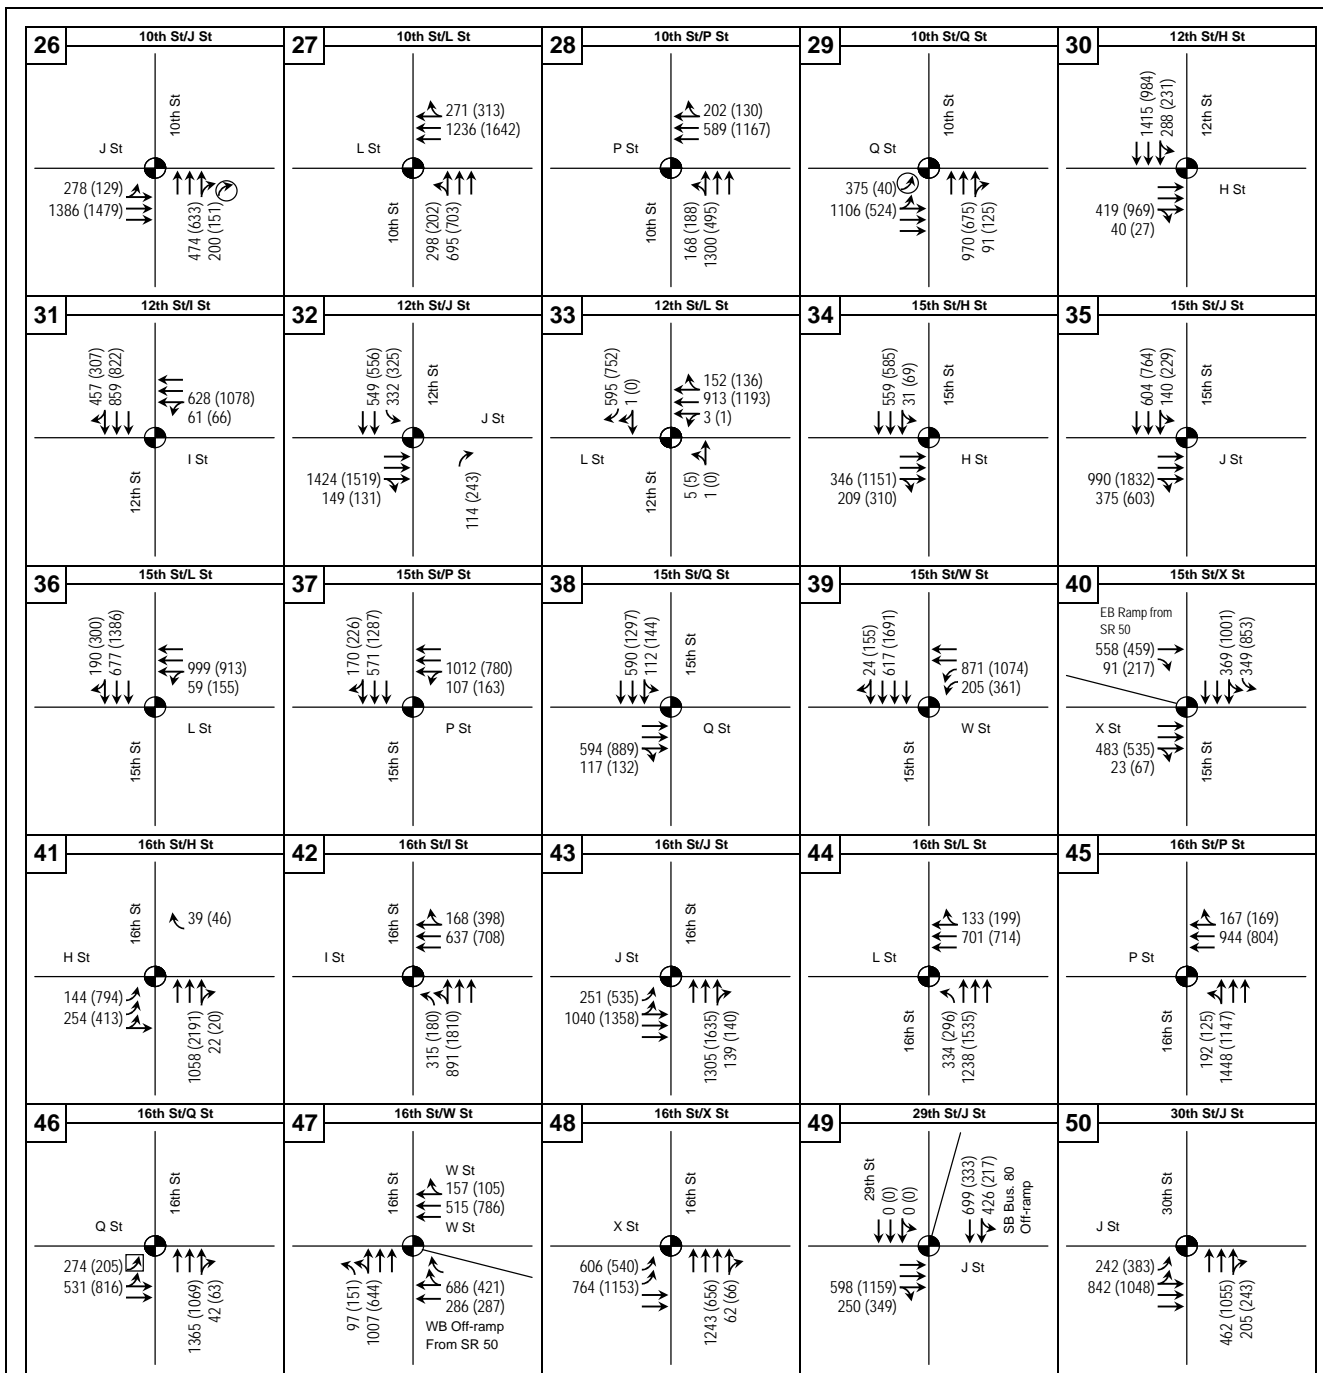 26
10th St/J St
10th St
J St
278 (129)
1386 (1479)
474 (633)
200 (151)
27
10th St/L St
271 (313)
1236 (1642)
L St
10th St
298 (202)
695 (703)
28
10th St/P St
202 (130)
589 (1167)
P St
10th St
168 (188)
1300 (495)
29
10th St/Q St
10th St
Q St
375 (40)
1106 (524)
970 (675)
91 (125)
30
12th St/H St
1415 (984)
288 (231)
12th St
H St
419 (969)
40 (27)
31
12th St/I St
457 (307)
859 (822)
628 (1078)
61 (66)
I St
12th St
32
12th St/J St
549 (556)
332 (325)
12th St
J St
1424 (1519)
149 (131)
114 (243)
33
12th St/L St
595 (752)
1 (0)
152 (136)
913 (1193)
3 (1)
L St
12th St
5 (5)
1 (0)
34
15th St/H St
559 (585)
31 (69)
15th St
H St
346 (1151)
209 (310)
35
15th St/J St
604 (764)
140 (229)
15th St
J St
990 (1832)
375 (603)
36
15th St/L St
190 (300)
677 (1386)
999 (913)
59 (155)
L St
15th St
37
15th St/P St
170 (226)
571 (1287)
1012 (780)
107 (163)
P St
15th St
38
15th St/Q St
590 (1297)
112 (144)
15th St
Q St
594 (889)
117 (132)
39
15th St/W St
24 (155)
617 (1691)
871 (1074)
205 (361)
W St
15th St
40
15th St/X St
EB Ramp from
SR 50
558 (459)
91 (217)
369 (1001)
349 (853)
X St
483 (535)
23 (67)
15th St
41
16th St/H St
16th St
39 (46)
H St
144 (794)
254 (413)
1058 (2191)
22 (20)
42
16th St/I St
16th St
168 (398)
637 (708)
I St
315 (180)
891 (1810)
43
16th St/J St
16th St
J St
251 (535)
1040 (1358)
1305 (1635)
139 (140)
44
16th St/L St
133 (199)
701 (714)
L St
16th St
334 (296)
1238 (1535)
45
16th St/P St
167 (169)
944 (804)
P St
16th St
192 (125)
1448 (1147)
46
16th St/Q St
16th St
Q St
274 (205)
531 (816)
1365 (1069)
42 (63)
47
16th St/W St
16th St
W St
157 (105)
515 (786)
W St
97 (151)
1007 (644)
686 (421)
286 (287)
WB Off-ramp
From SR 50
48
16th St/X St
16th St
X St
606 (540)
764 (1153)
1243 (656)
62 (66)
49
29th St/J St
29th St
0 (0)
0 (0)
699 (333)
426 (217)
SB Bus. 80
Off-ramp
J St
598 (1159)
250 (349)
50
30th St/J St
30th St
J St
242 (383)
842 (1048)
462 (1055)
205 (243)